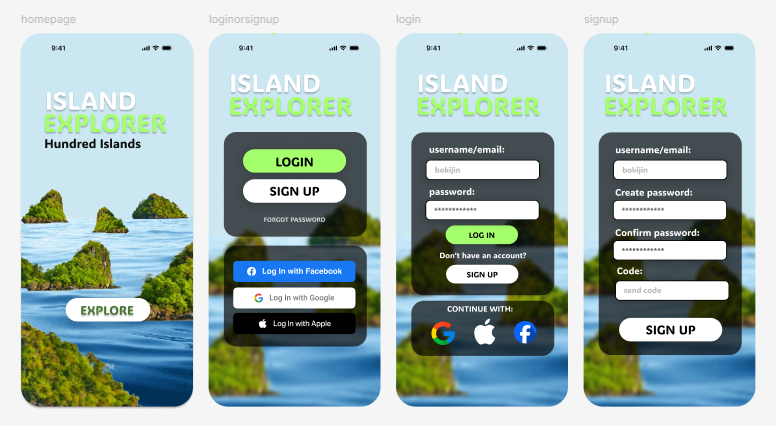 homepage
9:41
ISLAND
EXPLORER
Hundred Islands
EXPLORE
loginorsignup
9:41
ISLAND
EXPLORER
LOGIN
SIGN UP
FORGOT PASSWORD
Log In with Facebook
Log In with Google
Log In with Apple
login
9:41
ISLAND
EXPLORER
username/email:
bokijin
password:
************
LOG IN
Don't have an account?
SIGN UP
CONTINUE WITH:
signup
9:41
ISLAND
EXPLORER
username/email:
bokijin
Create password:
************
Confirm password:
************
Code:
send code
SIGN UP